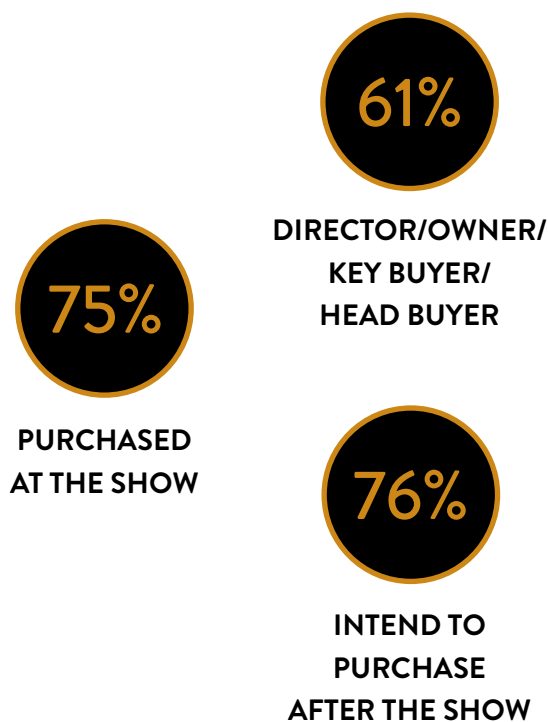 61%
DIRECTOR/OWNER/
KEY BUYER/
HEAD BUYER
75%
PURCHASED
AT THE SHOW
76%
INTEND TO
PURCHASE
AFTER THE SHOW